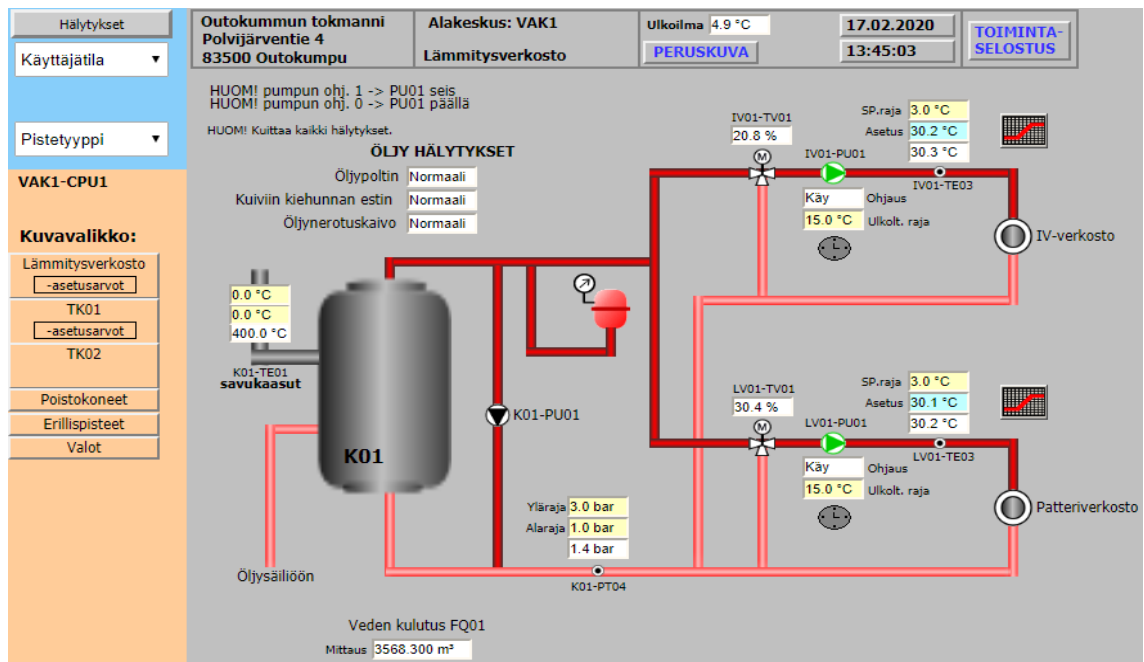 Hälytykset
Käyttäjätila
Pistetyyppi
VAK1-CPU1
Kuvavalikko:
Lämmitysverkosto
-asetusarvot
TK01
-asetusarvot
TK02
Poistokoneet
Erillispisteet
Valot
Outokummun tokmanni
Polvijärventie 4
83500 Outokumpu
Alakeskus: VAK1
Lämmitysverkosto
Ulkoilma 4.9 °C
PERUSKUVA
17.02.2020
13:45:03
TOIMINTA-
SELOSTUS
HUOM! pumpun ohj. 1 -> PU01 seis
HUOM! pumpun ohj. 0 -> PU01 päällä
HUOM! Kuittaa kaikki hälytykset.
ÖLJY HÄLYTYKSET
Öljypoltin Normaali
Kuiviin kiehunnan estin Normaali
Öljynerotuskaivo Normaali
0.0 °C
0.0 °C
400.0 °C
K01-TE01
savukaasut
K01
Öljysäiliöön
K01-PU01
Yläraja 3.0 bar
Alaraja 1.0 bar
1.4 bar
K01-PT04
Veden kulutus FQ01
Mittaus 3568.300 m³
IV01-TV01
20.8 %
M
IV01-PU01
SP.raja 3.0 °C
Asetus 30.2 °C
30.3 °C
IV01-TE03
Käy Ohjaus
15.0 °C Ulkolt. raja
IV-verkosto
LV01-TV01
30.4 %
M
LV01-PU01
SP.raja 3.0 °C
Asetus 30.1 °C
30.2 °C
LV01-TE03
Käy Ohjaus
15.0 °C Ulkolt. raja
Patteriverkosto